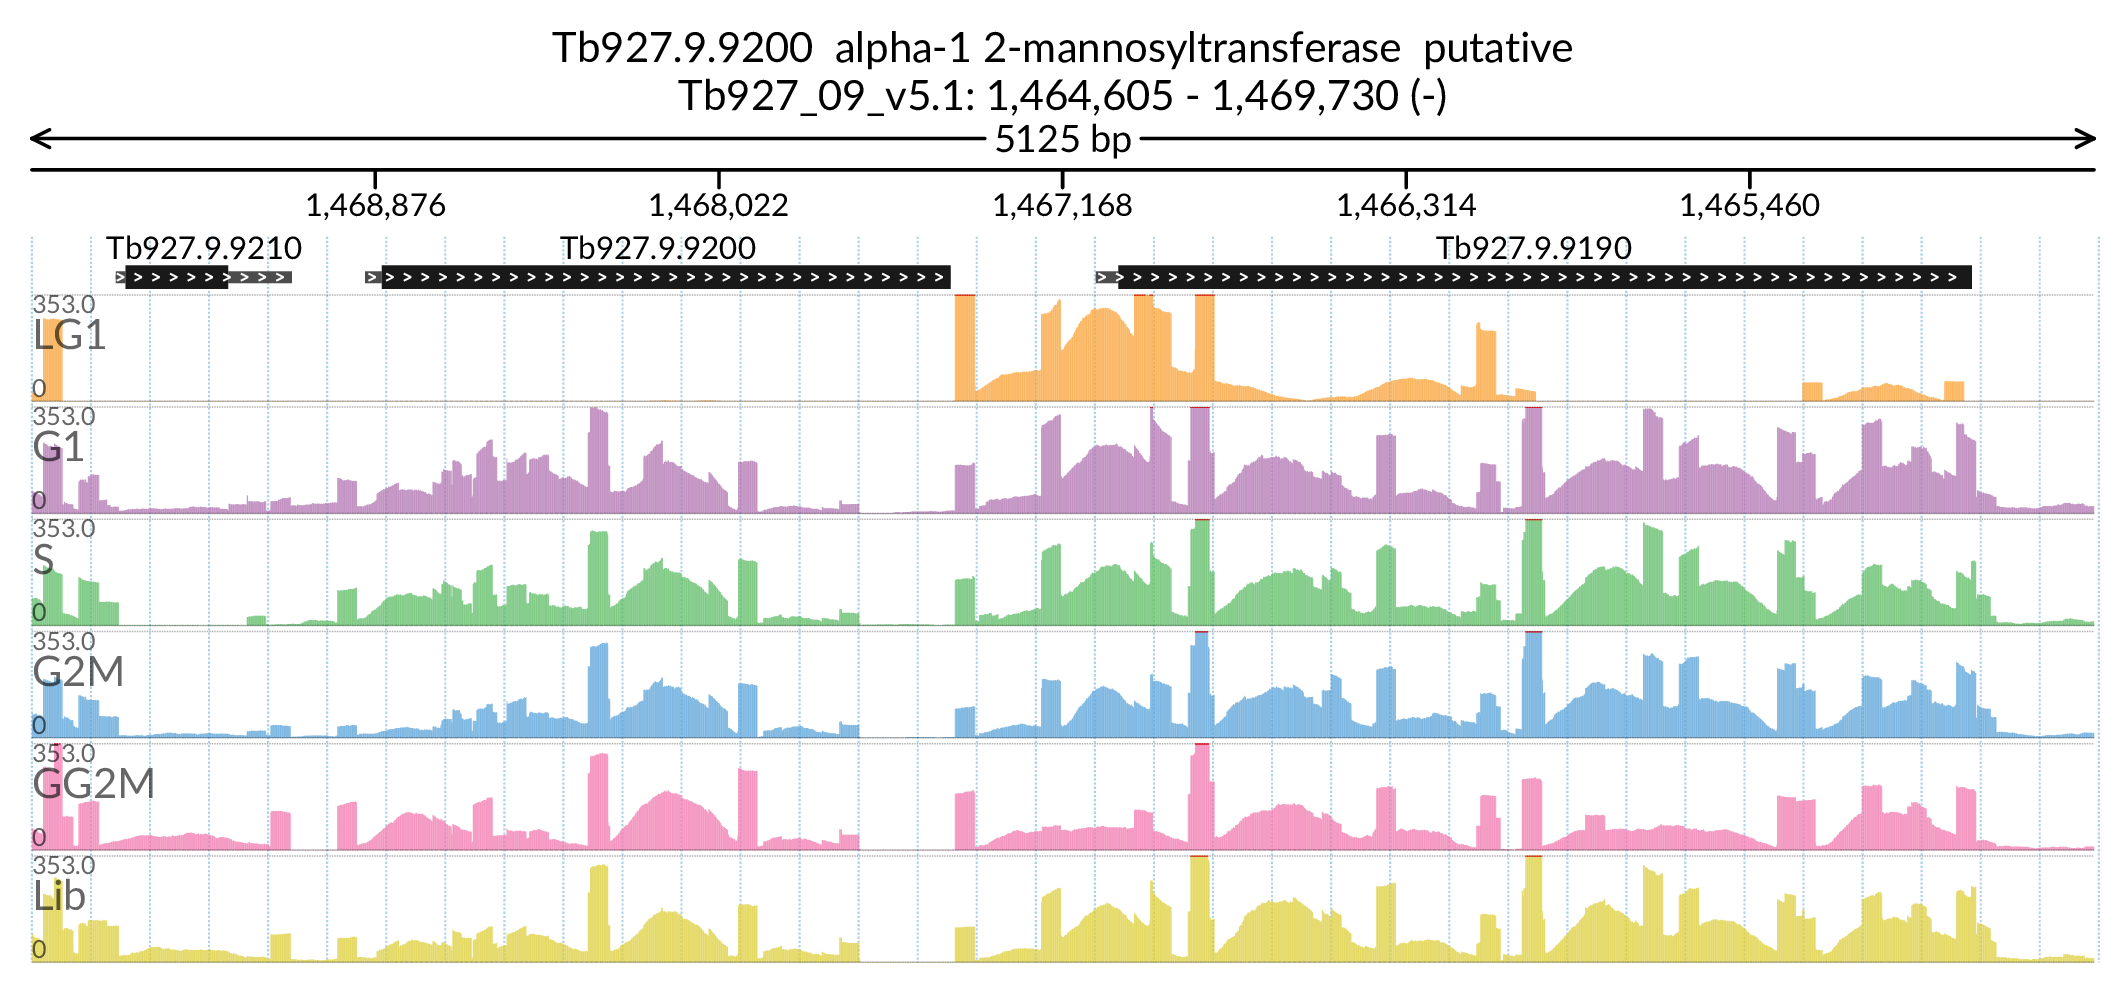 Tb927.9.9200 alpha-1 2-mannosyltransferase putative
Tb927_09_v5.1: 1,464,605 - 1,469,730 (-)
5125 bp
1,468,876 1,468,022 1,467,168 1,466,314 1,465,460
Tb927.9.9210 Tb927.9.9200 Tb927.9.9190
353.0
LG1
0
353.0
G1
0
353.0
S
0
353.0
G2M
0
353.0
GG2M
0
353.0
Lib
0